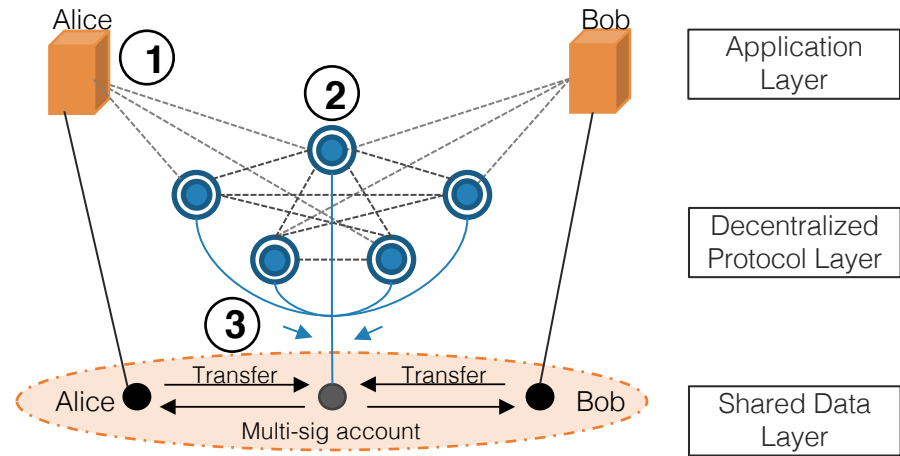 Alice
Bob
1
2
Application
Layer
Decentralized
Protocol Layer
3
Transfer
Transfer
Alice
Bob
Multi-sig account
Shared Data
Layer